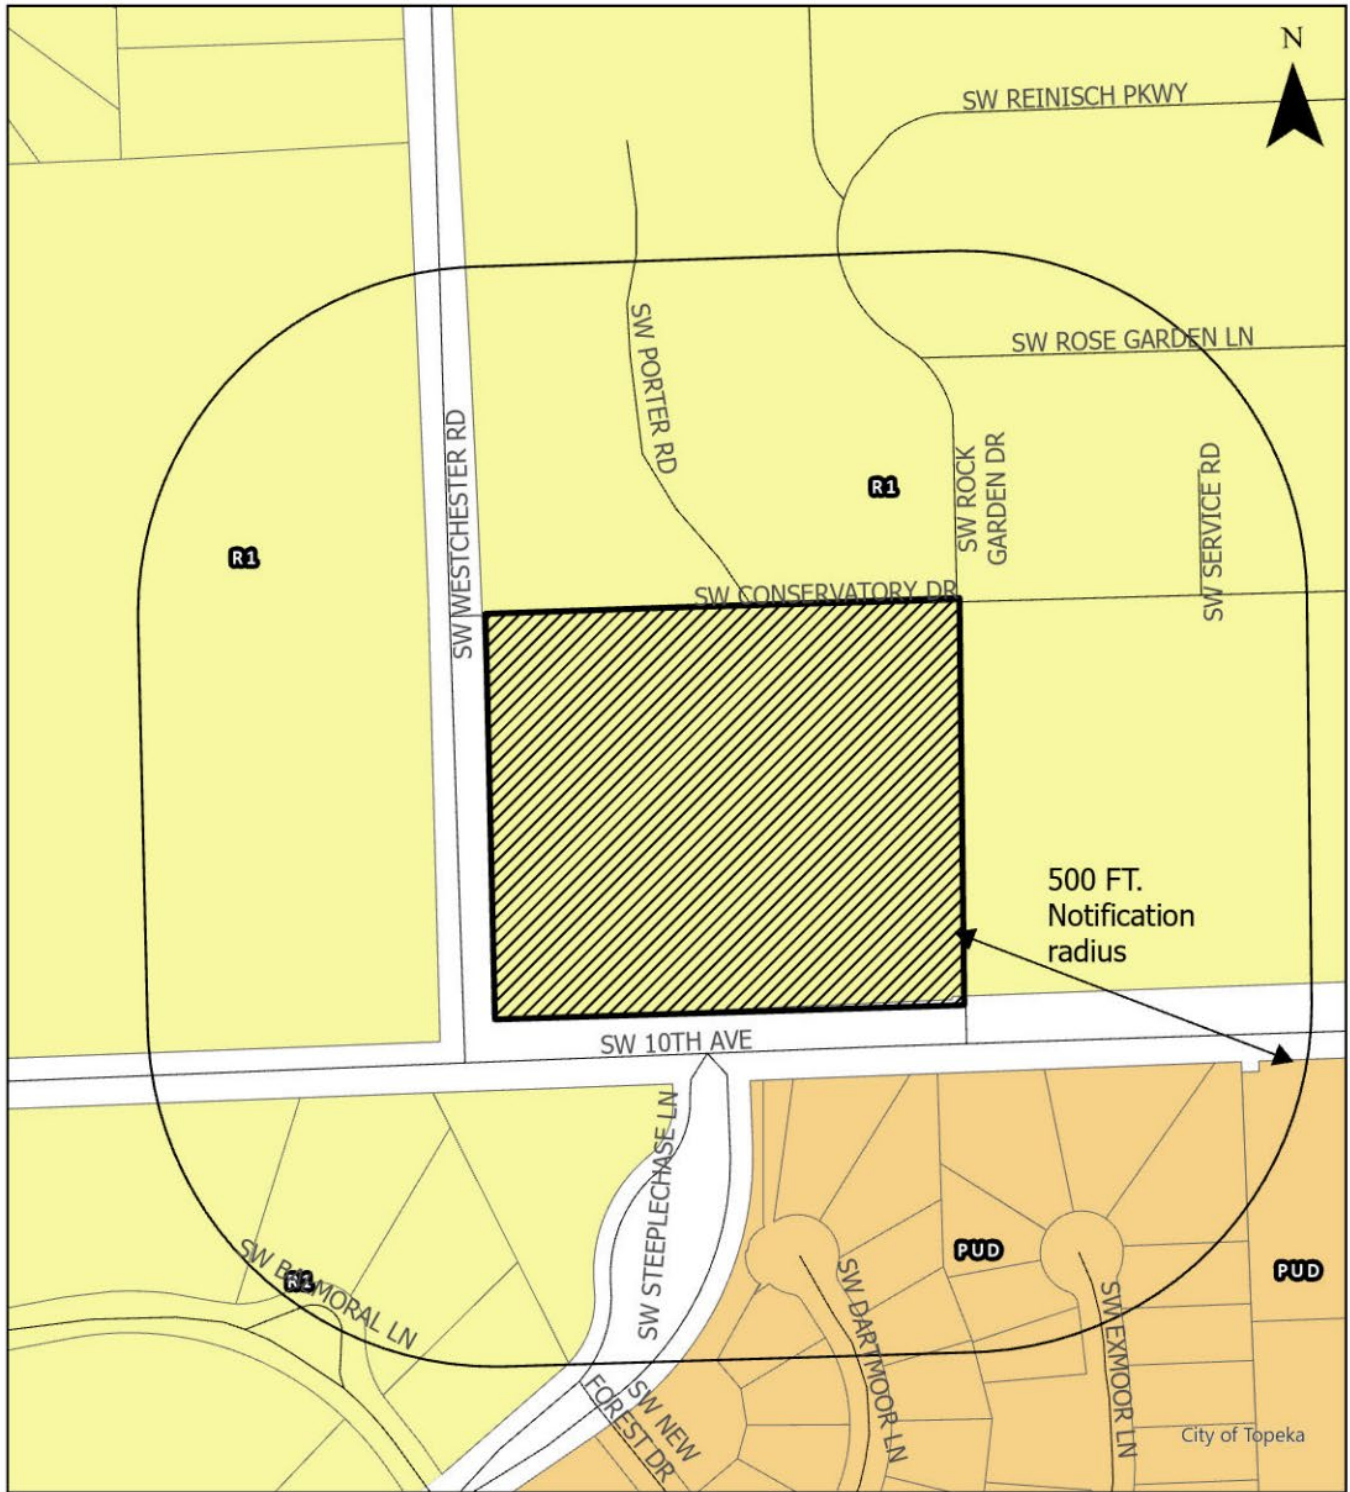 N
SW REINISCH PKWY
SW ROSE GARDEN LN
SW PORTER RD
SW WESTCHESTER RD
R1
R1
SW ROCK
GARDEN DR
SW SERVICE RD
SW CONSERVATORY DR
500 FT.
Notification
radius
SW 10TH AVE
SW STEEPLECHASE LN
PUD
PUD
R1
SW BALMORAL LN
SW DARTMOOR LN
SW EXMOOR LN
SW NEW
FOREST DR
City of Topeka